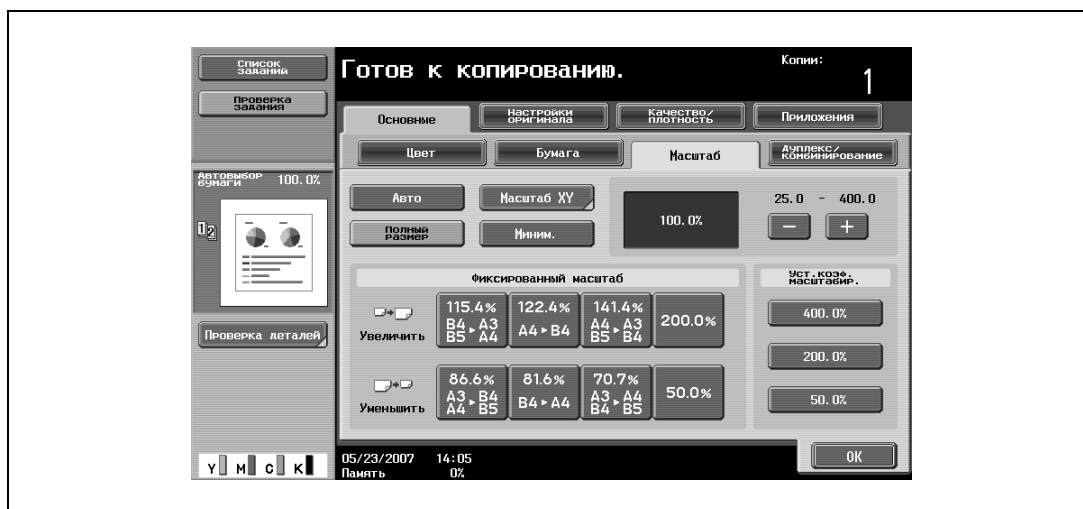 Список
заданий
Проверка
задания
Автовыбор
бумаги 100.0%
1 2
Проверка деталей
Y M C K
Готов к копированию.
Копии:
1
Основные
Настройки
оригинала
Качество/
плотность
Приложения
Цвет
Бумага
Масштаб
Дуплекс/
комбинирование
Авто
Масштаб XY
Полный
размер
Миним.
100.0%
25.0 - 400.0
− +
Фиксированный масштаб
Увеличить
115.4%
B4▸A3
B5▸A4
122.4%
A4▸B4
141.4%
A4▸A3
B5▸B4
200.0%
Уменьшить
86.6%
A3▸B4
A4▸B5
81.6%
B4▸A4
70.7%
A3▸A4
B4▸B5
50.0%
Уст.коэф.
масштабир.
400.0%
200.0%
50.0%
05/23/2007 14:05
Память 0%
OK